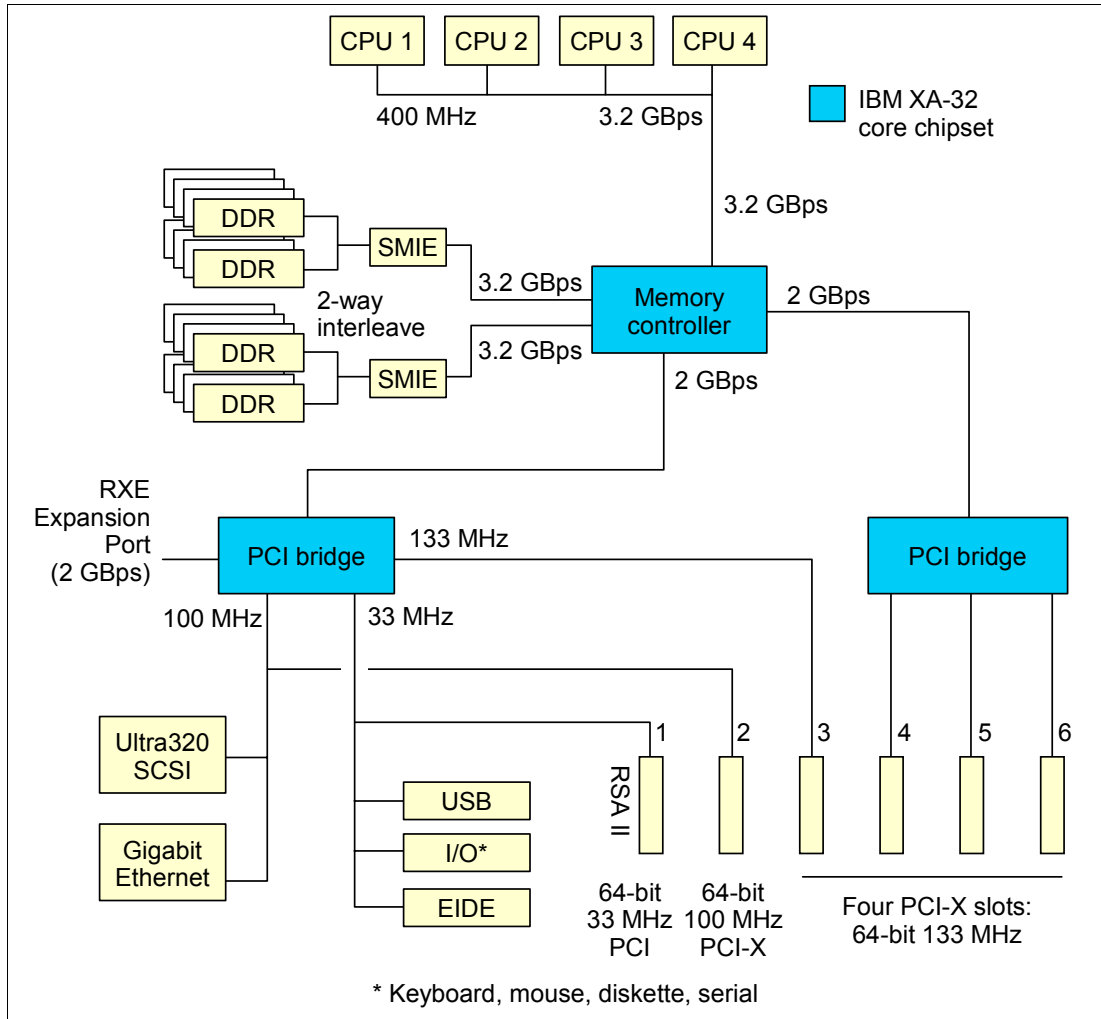 CPU 1
CPU 2
CPU 3
CPU 4
400 MHz
3.2 GBps
IBM XA-32
core chipset
3.2 GBps
DDR
DDR
SMIE
3.2 GBps
2-way
interleave
DDR
DDR
SMIE
3.2 GBps
Memory
controller
2 GBps
2 GBps
RXE
Expansion
Port
(2 GBps)
PCI bridge
133 MHz
PCI bridge
100 MHz
33 MHz
Ultra320
SCSI
Gigabit
Ethernet
USB
I/O*
EIDE
1
2
3
4
5
6
RSA II
64-bit
33 MHz
PCI
64-bit
100 MHz
PCI-X
Four PCI-X slots:
64-bit 133 MHz
* Keyboard, mouse, diskette, serial